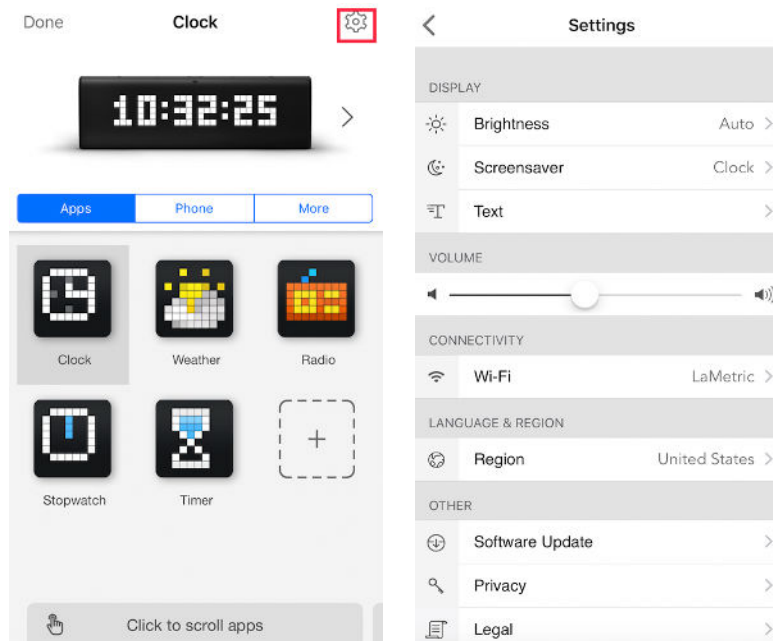 Done
Clock
10:32:25
Apps
Phone
More
Clock
Weather
Radio
Stopwatch
Timer
Click to scroll apps
Settings
DISPLAY
Brightness
Auto
Screensaver
Clock
Text
VOLUME
CONNECTIVITY
Wi-Fi
LaMetric
LANGUAGE & REGION
Region
United States
OTHER
Software Update
Privacy
Legal